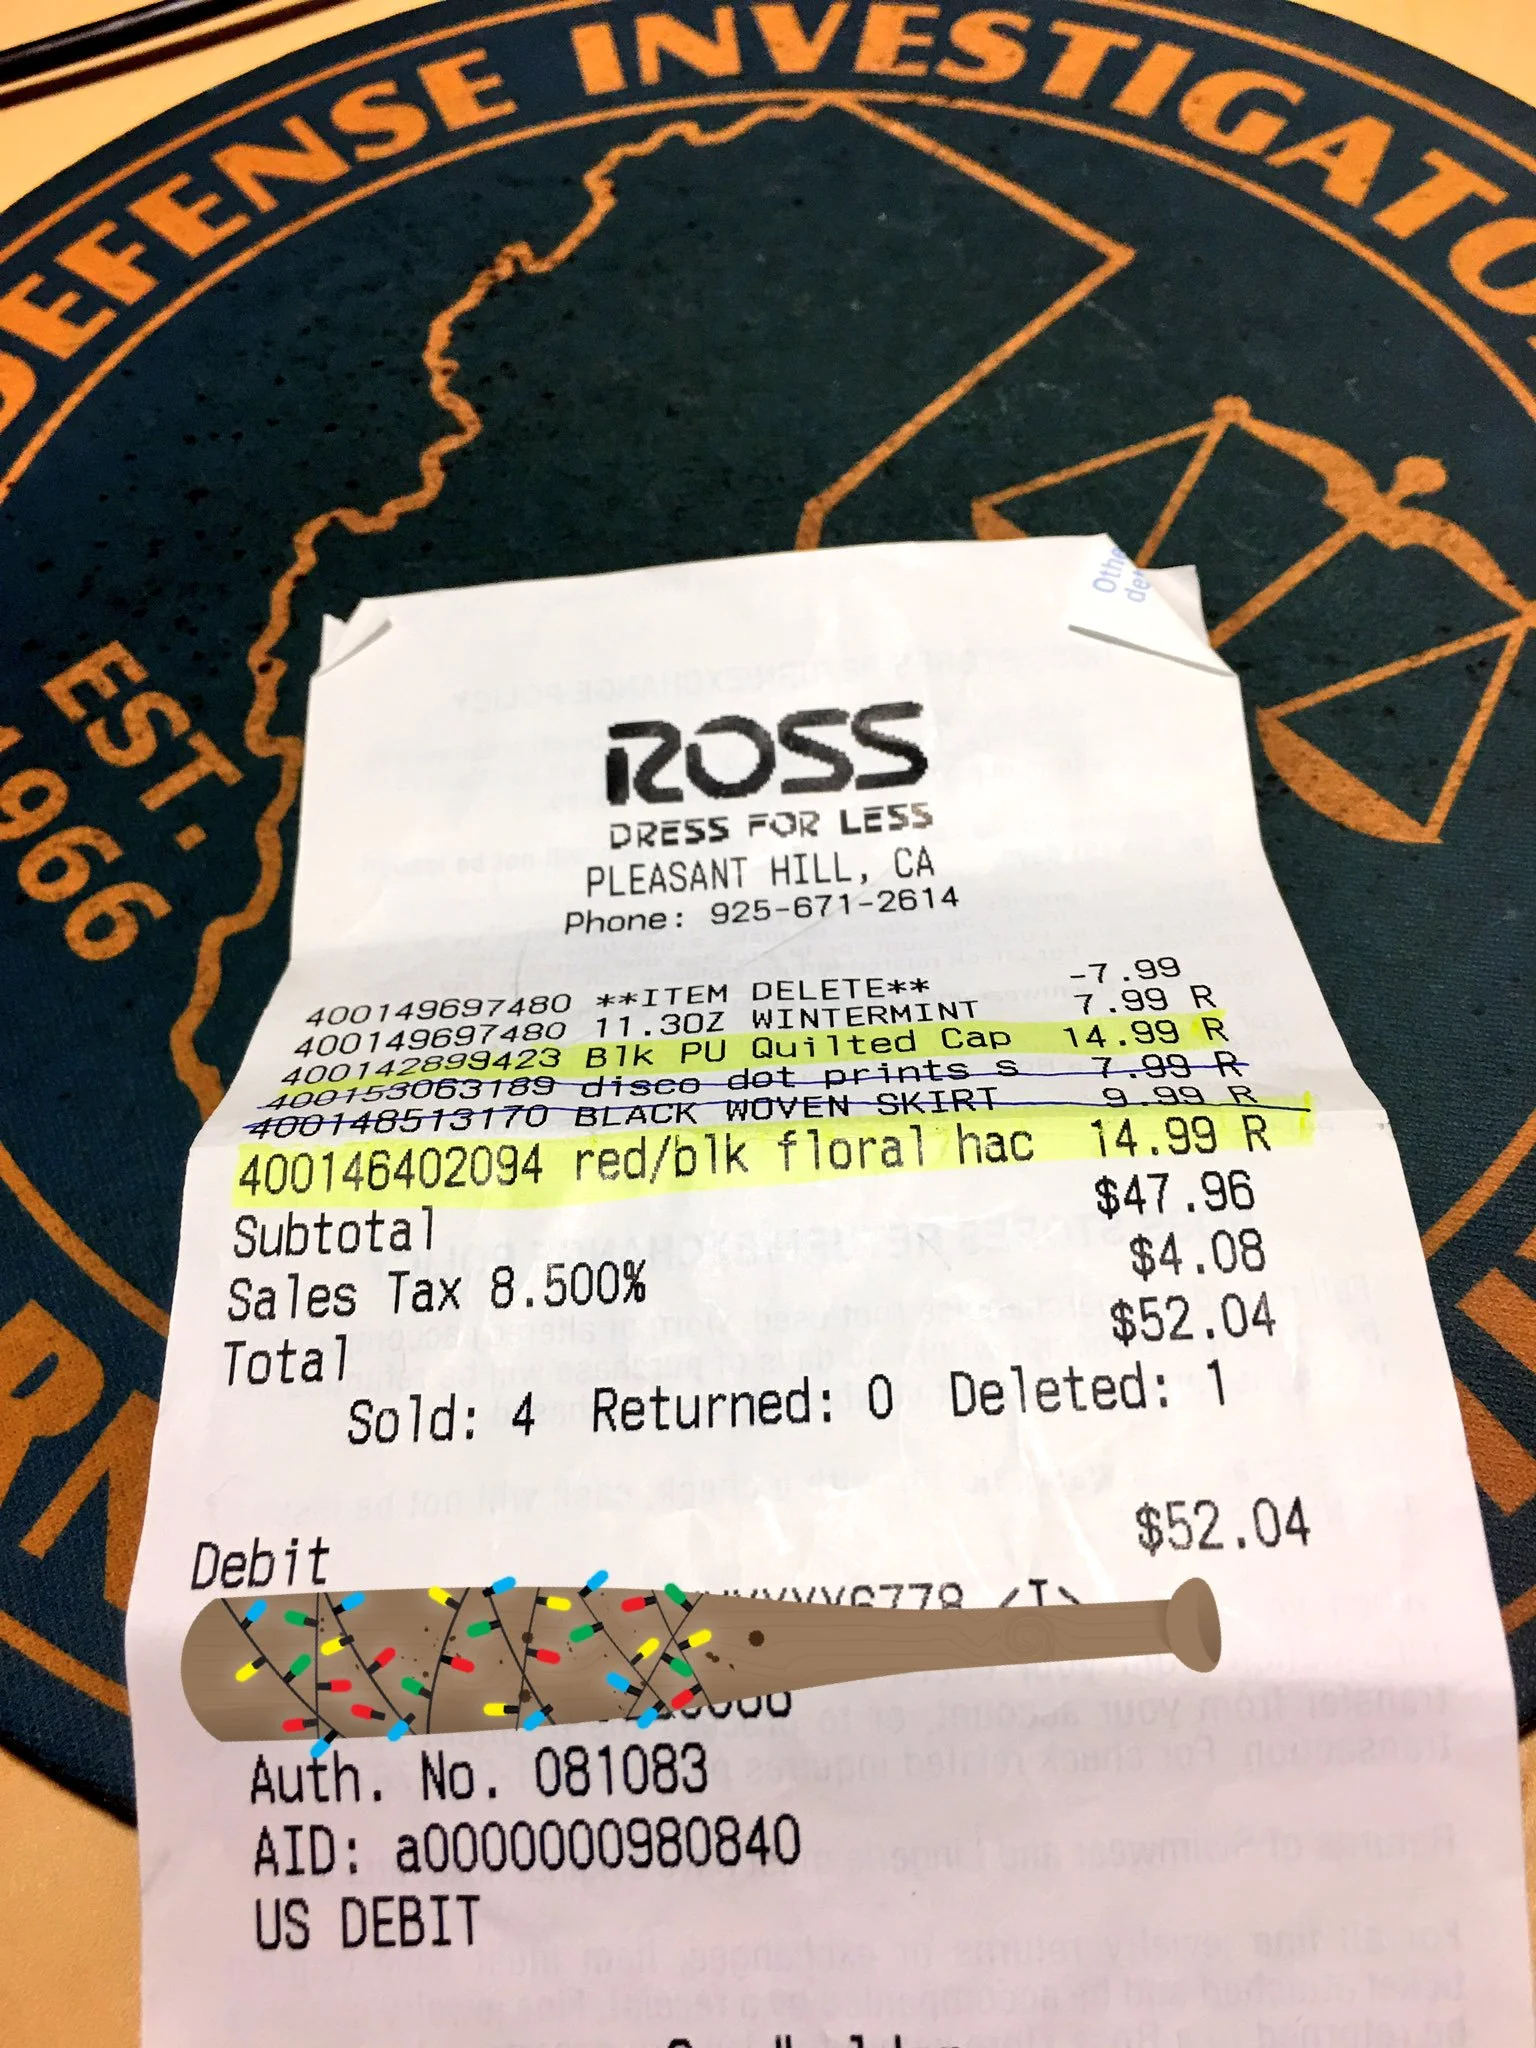 DEFENSE INVESTIGATO
EST.
1966
Othe
de
ROSS
DRESS FOR LESS
PLEASANT HILL, CA
Phone: 925-671-2614
400149697480 **ITEM DELETE** -7.99
400149697480 11.3OZ WINTERMINT 7.99 R
400142899423 Blk PU Quilted Cap 14.99 R
400153063189 disco dot prints s 7.99 R
400148513170 BLACK WOVEN SKIRT 9.99 R
400146402094 red/blk floral hac 14.99 R
Subtotal $47.96
Sales Tax 8.500% $4.08
Total $52.04
Sold: 4 Returned: 0 Deleted: 1
Debit $52.04
Auth. No. 081083
AID: a0000000980840
US DEBIT